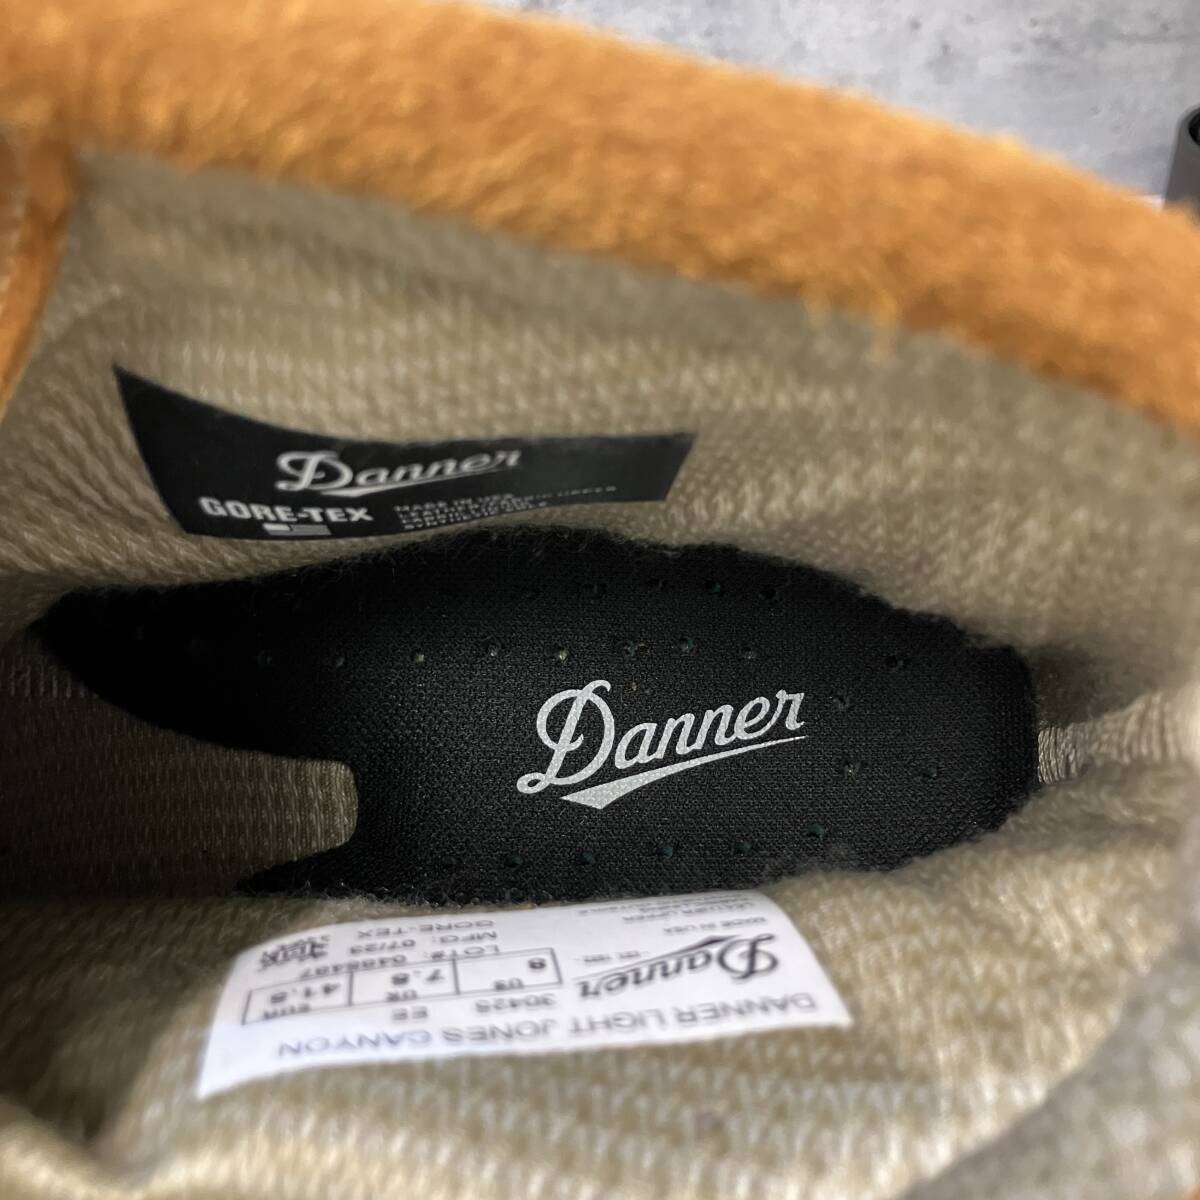 Danner
GORE-TEX
MADE IN USA
Danner
DANNER LIGHT JONES CANYON
Danner
30425 EE
US UK EUR
8 7.5 41.5
MADE IN USA
LEATHER UPPER
MFG: 07/23
GORE-TEX